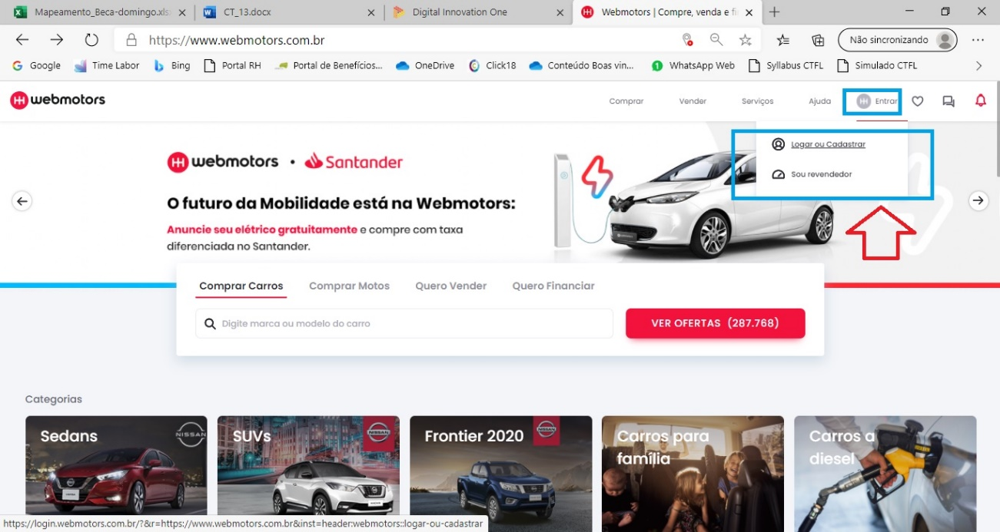 Mapeamento_Beca-domingo.xls
CT_13.docx
Digital Innovation One
Webmotors | Compre, venda e fi
https://www.webmotors.com.br
Não sincronizando
Google
Time Labor
Bing
Portal RH
Portal de Benefícios...
OneDrive
Click18
Conteúdo Boas vin...
WhatsApp Web
Syllabus CTFL
Simulado CTFL
webmotors
Comprar
Vender
Serviços
Ajuda
Entrar
Logar ou Cadastrar
Sou revendedor
webmotors • Santander
O futuro da Mobilidade está na Webmotors:
Anuncie seu elétrico gratuitamente e compre com taxa
diferenciada no Santander.
Comprar Carros
Comprar Motos
Quero Vender
Quero Financiar
Digite marca ou modelo do carro
VER OFERTAS (287.768)
Categorias
Sedans
NISSAN
SUVs
NISSAN
Frontier 2020
NISSAN
Carros para
família
Carros a
diesel
https://login.webmotors.com.br/?&r=https://www.webmotors.com.br&inst=header:webmotors::logar-ou-cadastrar